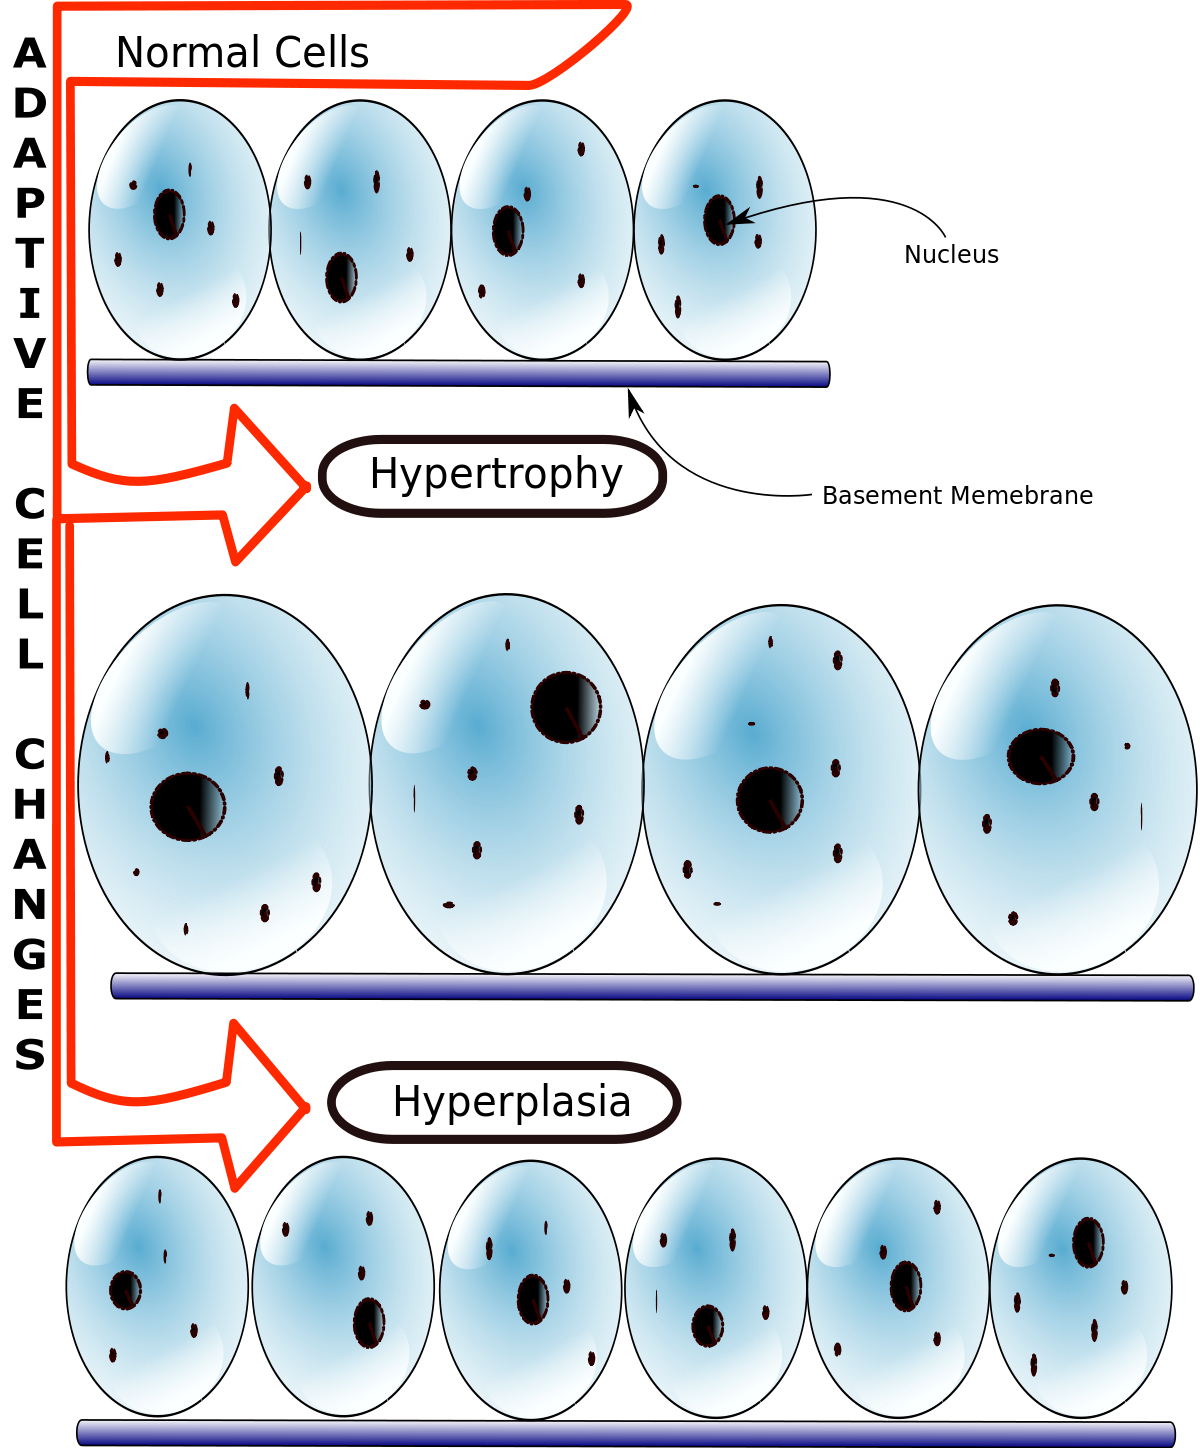 ADAPTIVE CELL CHANGES
Normal Cells
Nucleus
Hypertrophy
Basement Memebrane
Hyperplasia